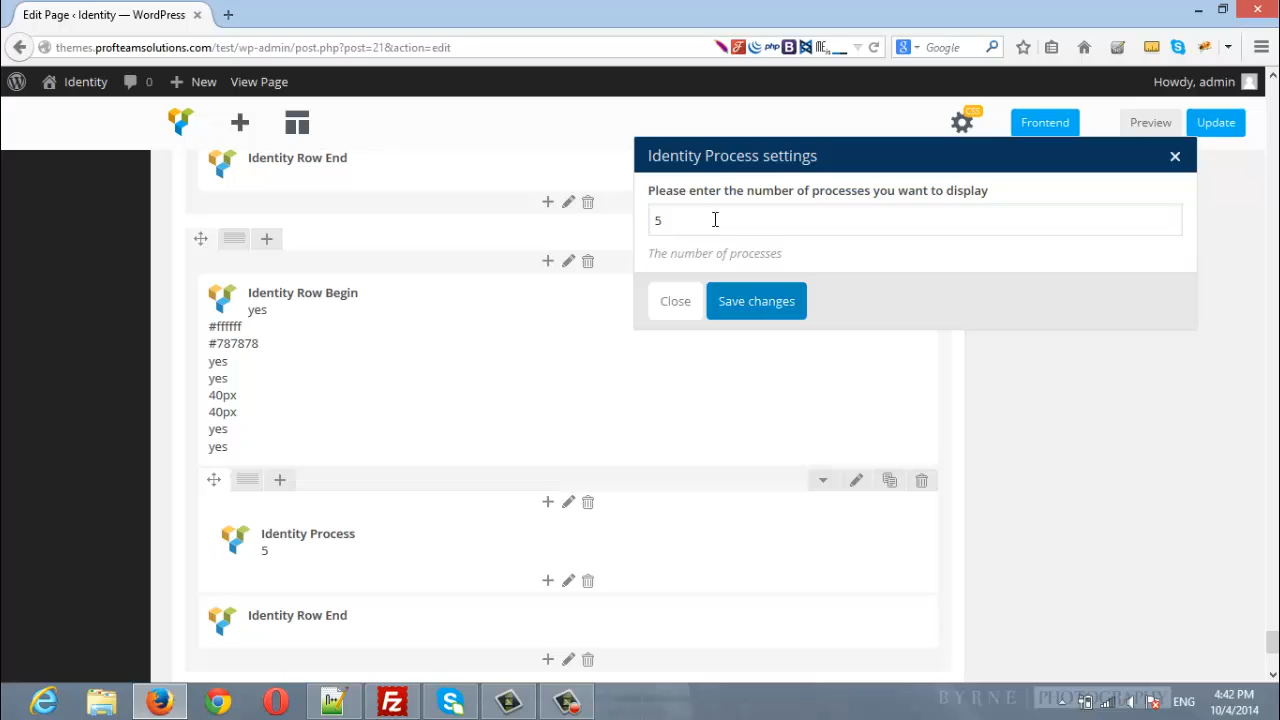 Edit Page ‹ Identity — WordPress
themes.profteamsolutions.com/test/wp-admin/post.php?post=21&action=edit
php
B
Google
Identity
0
New
View Page
Howdy, admin
CSS
Frontend
Preview
Update
Identity Row End
Identity Process settings
Please enter the number of processes you want to display
5
The number of processes
Close
Save changes
Identity Row Begin
yes
#ffffff
#787878
yes
yes
40px
40px
yes
yes
Identity Process
5
Identity Row End
BYRNE PHOTOGRAPHY
ENG
4:42 PM
10/4/2014